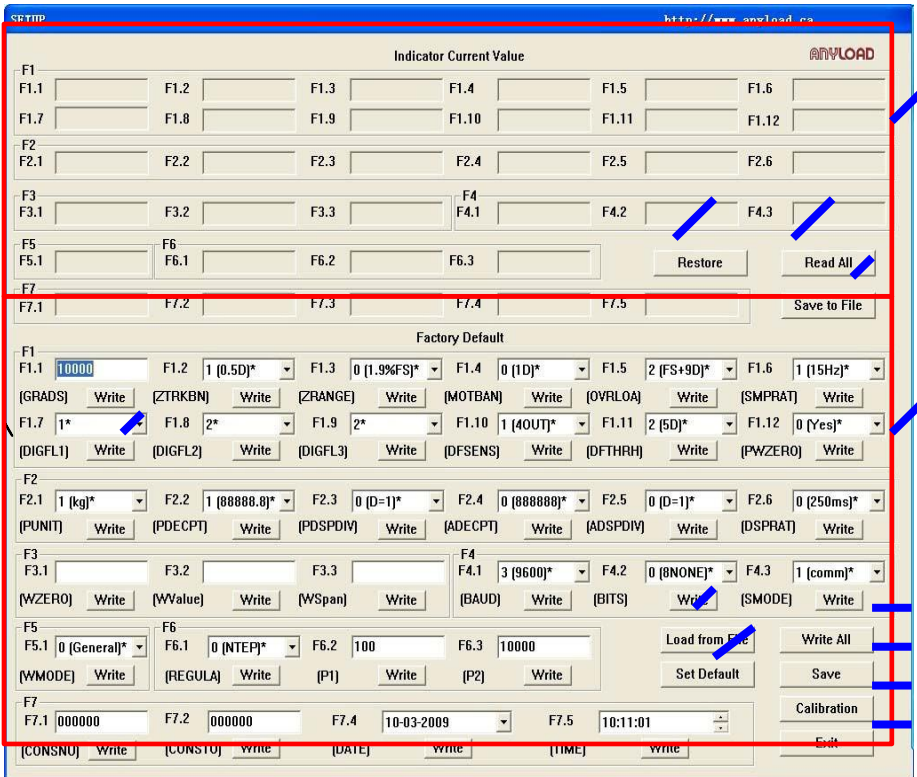 SETUP http://www.anyload.ca
Indicator Current Value ANYLOAD
F1
F1.1 F1.2 F1.3 F1.4 F1.5 F1.6
F1.7 F1.8 F1.9 F1.10 F1.11 F1.12
F2
F2.1 F2.2 F2.3 F2.4 F2.5 F2.6
F3 F4
F3.1 F3.2 F3.3 F4.1 F4.2 F4.3
F5 F6
F5.1 F6.1 F6.2 F6.3 Restore Read All
F7
F7.1 F7.2 F7.3 F7.4 F7.5 Save to File
Factory Default
F1
F1.1 10000 F1.2 1 (0.5D)* F1.3 0 (1.9%FS)* F1.4 0 (1D)* F1.5 2 (FS+9D)* F1.6 1 (15Hz)*
(GRADS) Write (ZTRKBN) Write (ZRANGE) Write (MOTBAN) Write (OVRLOA) Write (SMPRAT) Write
F1.7 1* F1.8 2* F1.9 2* F1.10 1 (4OUT)* F1.11 2 (5D)* F1.12 0 (Yes)*
(DIGFL1) Write (DIGFL2) Write (DIGFL3) Write (DFSENS) Write (DFTHRH) Write (PWZERO) Write
F2
F2.1 1 (kg)* F2.2 1 (88888.8)* F2.3 0 (D=1)* F2.4 0 (888888)* F2.5 0 (D=1)* F2.6 0 (250ms)*
(PUNIT) Write (PDECPT) Write (PDSPDIV) Write (ADECPT) Write (ADSPDIV) Write (DSPRAT) Write
F3 F4
F3.1 F3.2 F3.3 F4.1 3 (9600)* F4.2 0 (8NONE)* F4.3 1 (comm)*
(WZERO) Write (WValue) Write (WSpan) Write (BAUD) Write (BITS) Write (SMODE) Write
F5 F6
F5.1 0 (General)* F6.1 0 (NTEP)* F6.2 100 F6.3 10000 Load from File Write All
(WMODE) Write (REGULA) Write (P1) Write (P2) Write Set Default Save
F7
F7.1 000000 F7.2 000000 F7.4 10-03-2009 F7.5 10:11:01 Calibration
(CONSNU) Write (CONSTU) Write (DATE) Write (TIME) Write Exit